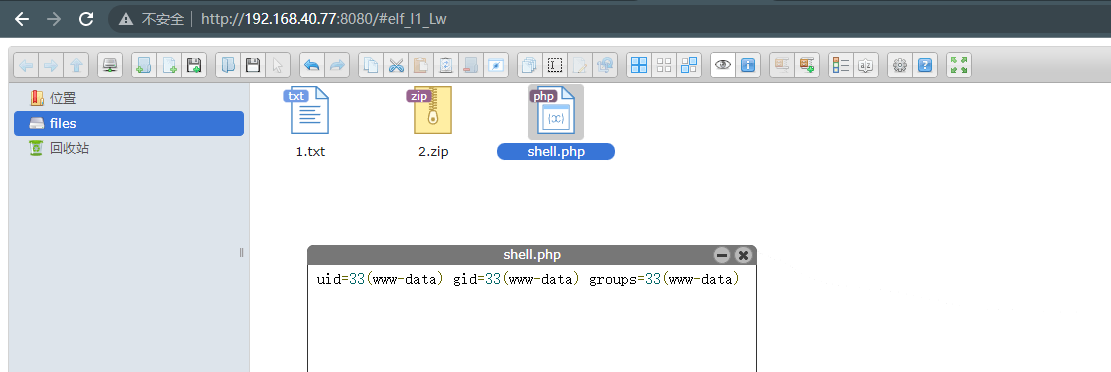 不安全 | http://192.168.40.77:8080/#elf_l1_Lw
位置
files
回收站
txt
zip
php
1.txt
2.zip
shell.php
shell.php
uid=33(www-data) gid=33(www-data) groups=33(www-data)